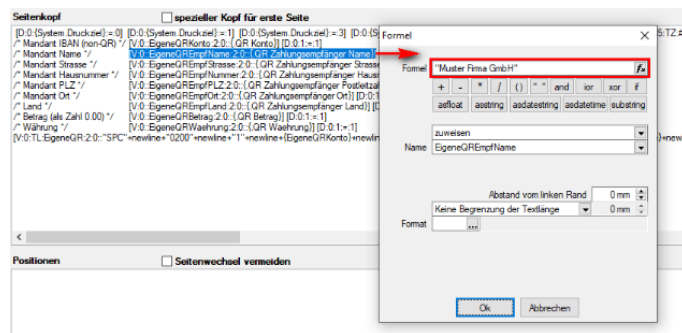 Seitenkopf
spezieller Kopf für erste Seite
[D:0:{System.Druckziel}:=:0] [D:0:{System.Druckziel}:=:1] [D:0:{System.Druckziel}:=:3] [D:0:{S
/* Mandant IBAN (non-QR) */ [V:0::EigeneQRKonto:2:0::{.QR Konto}] [D:0:1:=:1]
/* Mandant Name */ [V:0::EigeneQREmpfName:2:0::{.QR Zahlungsempfänger Name}]
/* Mandant Strasse */ [V:0::EigeneQREmpfStrasse:2:0::{.QR Zahlungsempfänger Strasse
/* Mandant Hausnummer */ [V:0::EigeneQREmpfNummer:2:0::{.QR Zahlungsempfänger Hausn
/* Mandant PLZ */ [V:0::EigeneQREmpfPLZ:2:0::{.QR Zahlungsempfänger Postleitzal
/* Mandant Ort */ [V:0::EigeneQREmpfOrt:2:0::{.QR Zahlungsempfänger Ort}] [D:0:1
/* Land */ [V:0::EigeneQREmpfLand:2:0::{.QR Zahlungsempfänger Land}] [D
/* Betrag (als Zahl 0.00) */ [V:0::EigeneQRBetrag:2:0::{.QR Betrag}] [D:0:1:=:1]
/* Währung */ [V:0::EigeneQRWaehrung:2:0::{.QR Waehrung}] [D:0:1:=:1]
[V:0:TL:EigeneQR:2:0::"SPC"+newline+"0200"+newline+"1"+newline+{EigeneQRKonto}+newlin
5:TZ:#
}+newli
Formel
Formel
"Muster Firma GmbH"
fx
+ - * / () " " and ior xor if
asfloat asstring asdatestring asdatetime substring
zuweisen
Name
EigeneQREmpfName
Abstand vom linken Rand
0 mm
Keine Begrenzung der Textlänge
0 mm
Format
...
Ok
Abbrechen
Positionen
Seitenwechsel vermeiden